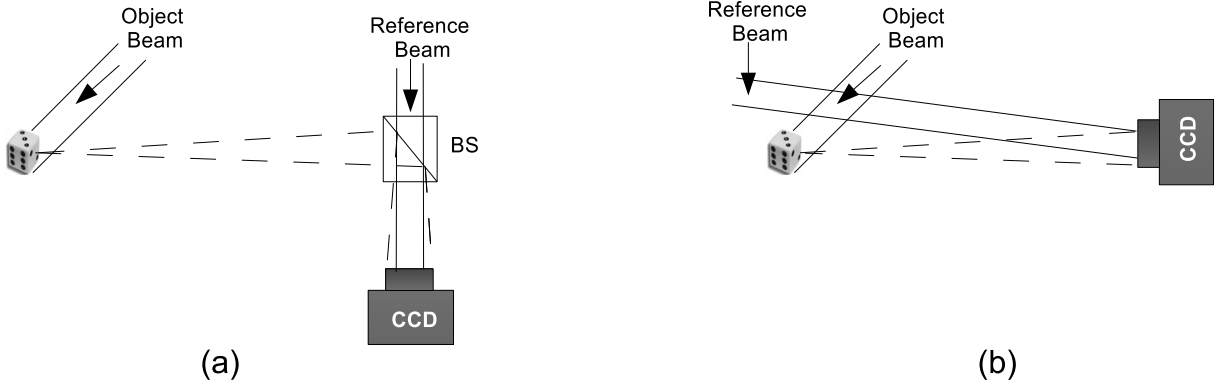 Object
Beam
Reference
Beam
BS
CCD
(a)
Reference
Beam
Object
Beam
CCD
(b)